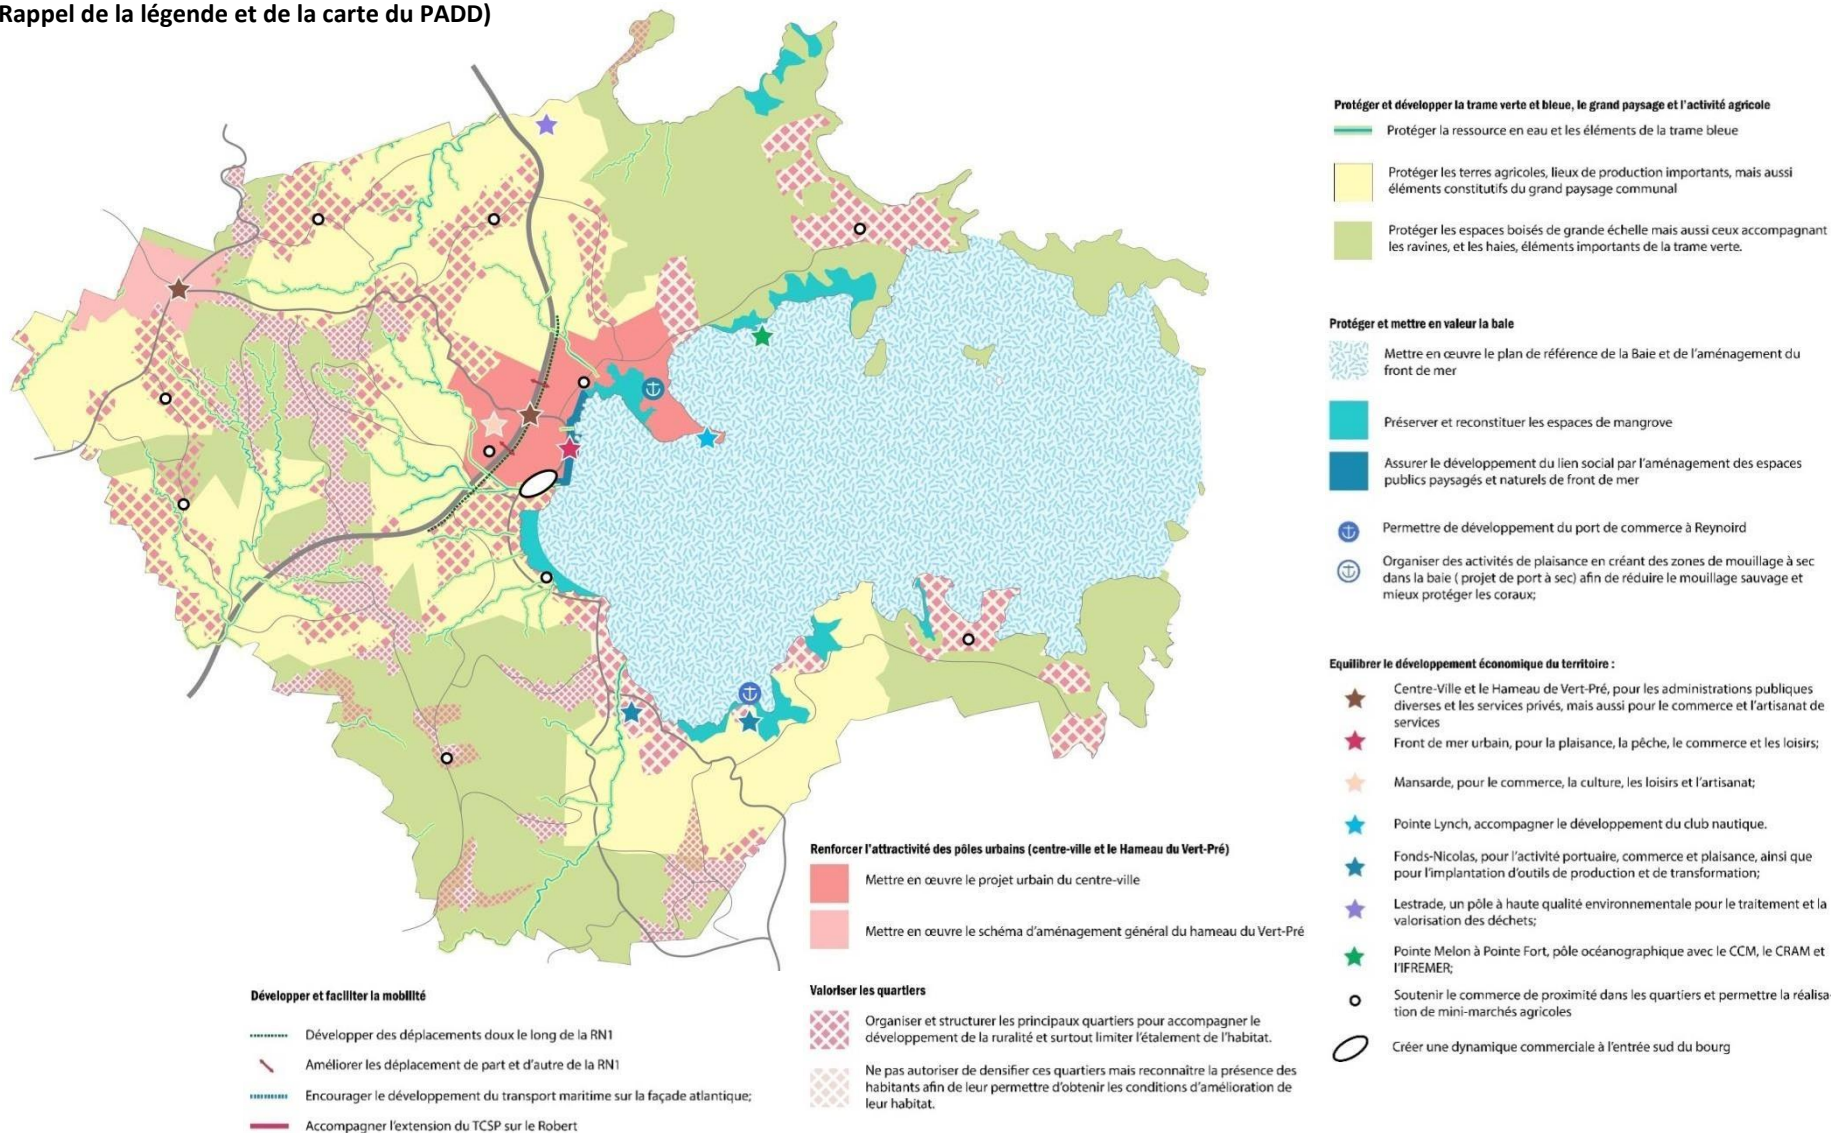 Rappel de la légende et de la carte du PADD)
Protéger et développer la trame verte et bleue, le grand paysage et l'activité agricole
Protéger la ressource en eau et les éléments de la trame bleue
Protéger les terres agricoles, lieux de production importants, mais aussi
éléments constitutifs du grand paysage communal
Protéger les espaces boisés de grande échelle mais aussi ceux accompagnant
les ravines, et les haies, éléments importants de la trame verte.
Protéger et mettre en valeur la baie
Mettre en œuvre le plan de référence de la Baie et de l'aménagement du
front de mer
Préserver et reconstituer les espaces de mangrove
Assurer le développement du lien social par l'aménagement des espaces
publics paysagés et naturels de front de mer
Permettre de développement du port de commerce à Reynoird
Organiser des activités de plaisance en créant des zones de mouillage à sec
dans la baie ( projet de port à sec) afin de réduire le mouillage sauvage et
mieux protéger les coraux;
Equilibrer le développement économique du territoire :
Centre-Ville et le Hameau de Vert-Pré, pour les administrations publiques
diverses et les services privés, mais aussi pour le commerce et l'artisanat de
services
Front de mer urbain, pour la plaisance, la pêche, le commerce et les loisirs;
Mansarde, pour le commerce, la culture, les loisirs et l'artisanat;
Pointe Lynch, accompagner le développement du club nautique.
Fonds-Nicolas, pour l'activité portuaire, commerce et plaisance, ainsi que
pour l'implantation d'outils de production et de transformation;
Lestrade, un pôle à haute qualité environnementale pour le traitement et la
valorisation des déchets;
Pointe Melon à Pointe Fort, pôle océanographique avec le CCM, le CRAM et
l'IFREMER;
Soutenir le commerce de proximité dans les quartiers et permettre la réalisa-
tion de mini-marchés agricoles
Créer une dynamique commerciale à l'entrée sud du bourg
Renforcer l'attractivité des pôles urbains (centre-ville et le Hameau du Vert-Pré)
Mettre en œuvre le projet urbain du centre-ville
Mettre en œuvre le schéma d'aménagement général du hameau du Vert-Pré
Valoriser les quartiers
Organiser et structurer les principaux quartiers pour accompagner le
développement de la ruralité et surtout limiter l'étalement de l'habitat.
Ne pas autoriser de densifier ces quartiers mais reconnaître la présence des
habitants afin de leur permettre d'obtenir les conditions d'amélioration de
leur habitat.
Développer et faciliter la mobilité
Développer des déplacements doux le long de la RN1
Améliorer les déplacement de part et d'autre de la RN1
Encourager le développement du transport maritime sur la façade atlantique;
Accompagner l'extension du TCSP sur le Robert